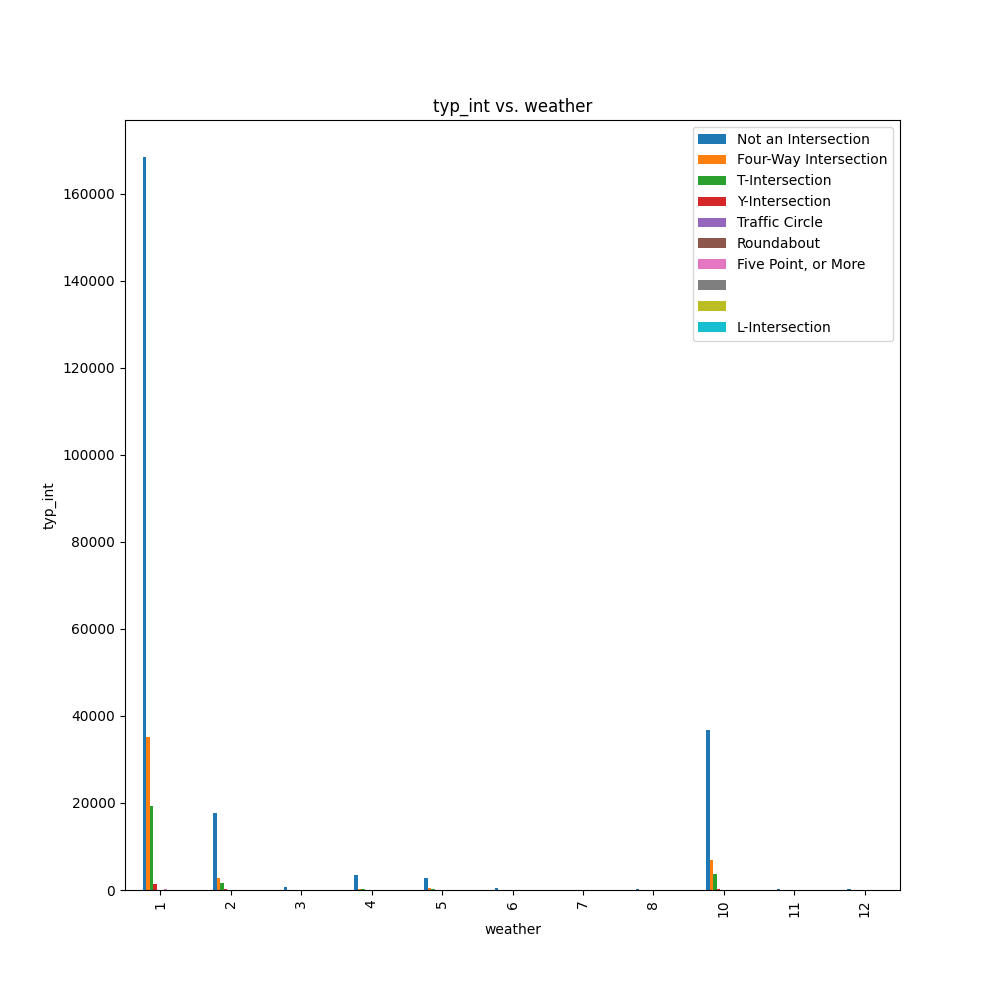 typ_int vs. weather
Not an Intersection
Four-Way Intersection
T-Intersection
Y-Intersection
Traffic Circle
Roundabout
Five Point, or More
L-Intersection
160000
140000
120000
100000
80000
60000
40000
20000
0
typ_int
1 2 3 4 5 6 7 8 10 11 12
weather